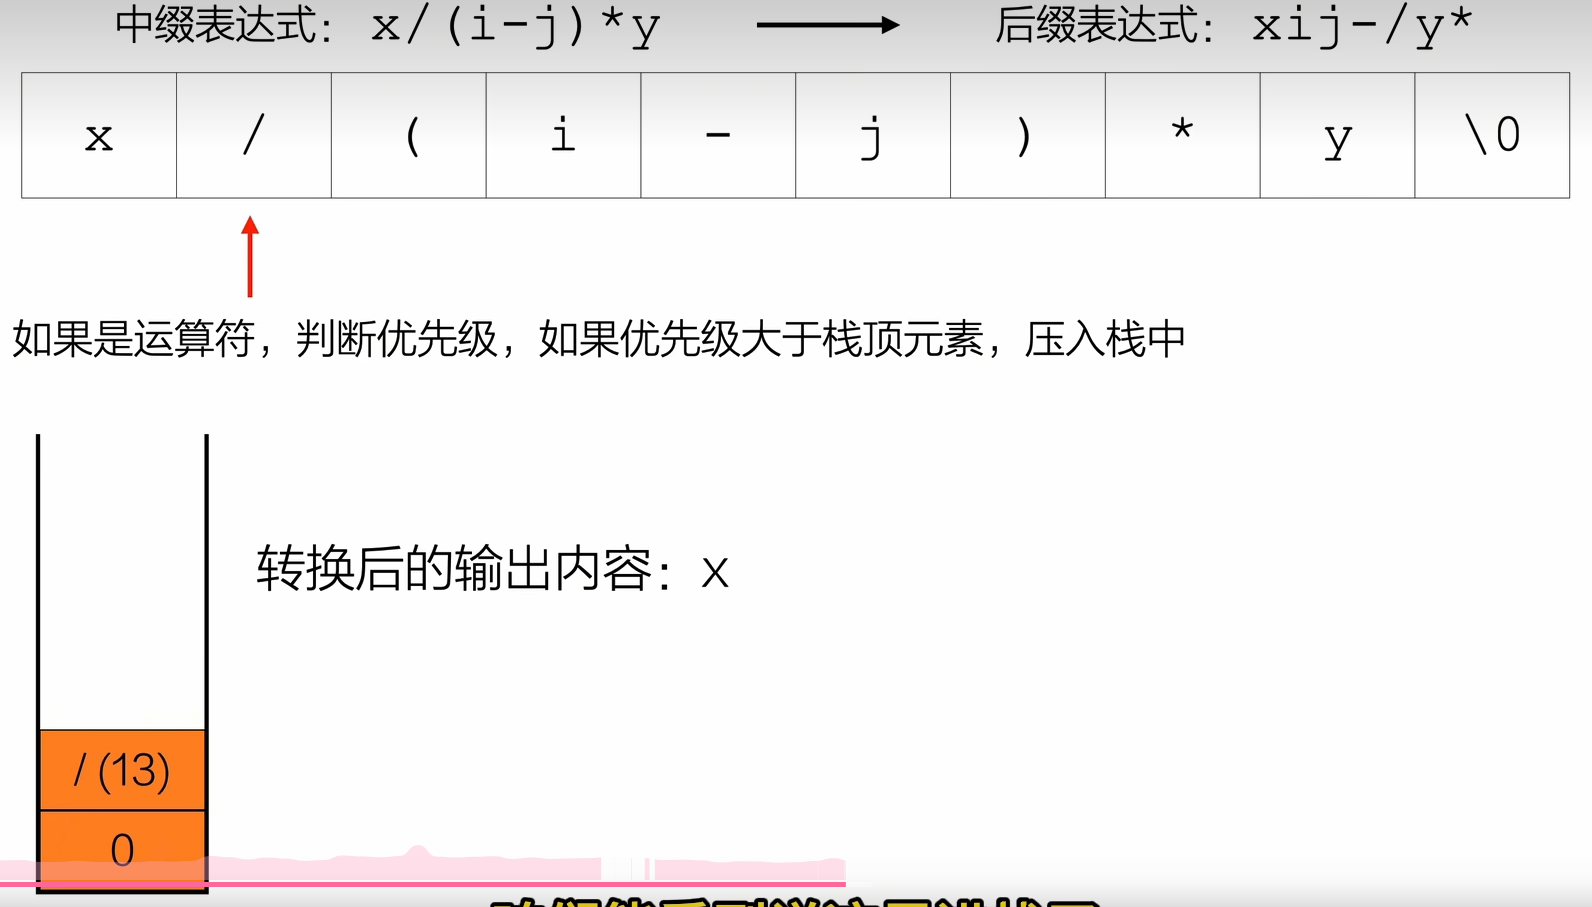 中缀表达式: x/(i-j)*y 后缀表达式: xij-/y*
x / ( i - j ) * y \0
如果是运算符，判断优先级，如果优先级大于栈顶元素，压入栈中
转换后的输出内容：x
/(13)
0